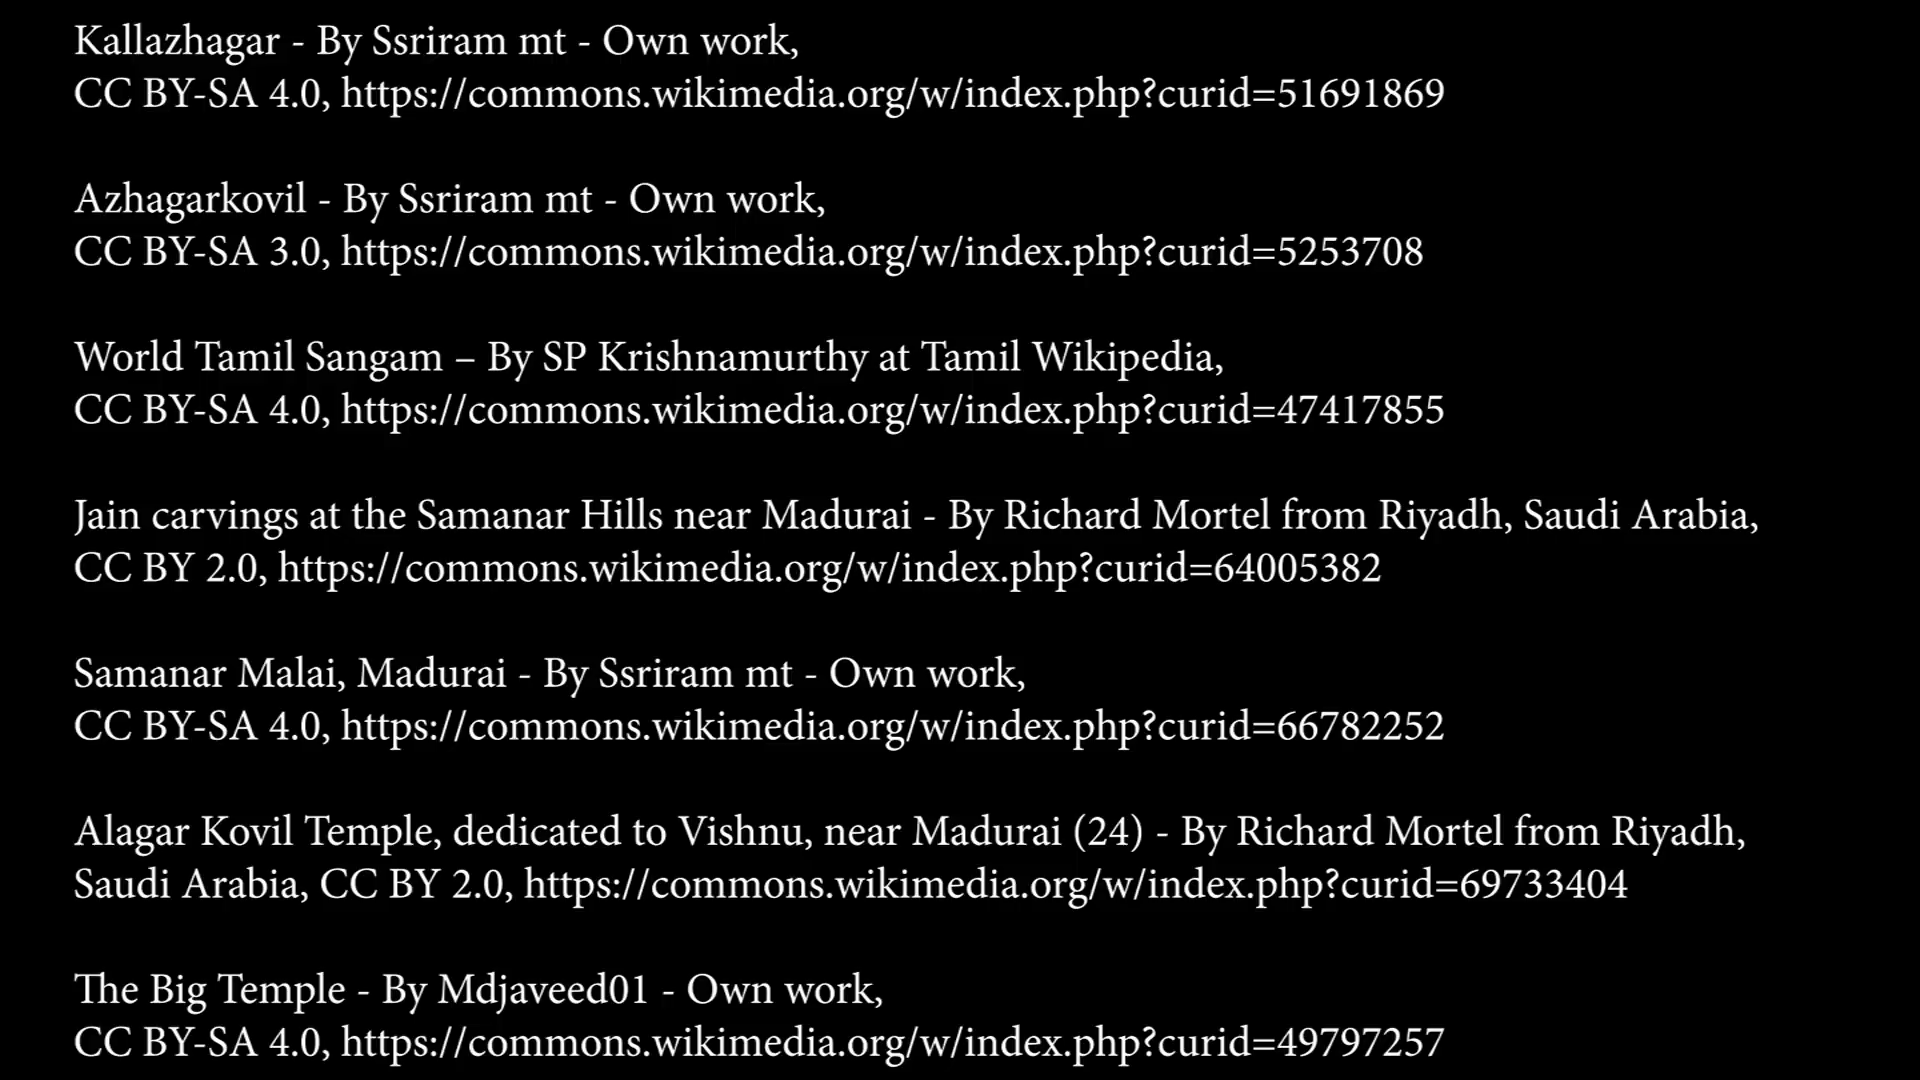 Kallazhagar - By Ssriram mt - Own work,
CC BY-SA 4.0, https://commons.wikimedia.org/w/index.php?curid=51691869
Azhagarkovil - By Ssriram mt - Own work,
CC BY-SA 3.0, https://commons.wikimedia.org/w/index.php?curid=5253708
World Tamil Sangam – By SP Krishnamurthy at Tamil Wikipedia,
CC BY-SA 4.0, https://commons.wikimedia.org/w/index.php?curid=47417855
Jain carvings at the Samanar Hills near Madurai - By Richard Mortel from Riyadh, Saudi Arabia,
CC BY 2.0, https://commons.wikimedia.org/w/index.php?curid=64005382
Samanar Malai, Madurai - By Ssriram mt - Own work,
CC BY-SA 4.0, https://commons.wikimedia.org/w/index.php?curid=66782252
Alagar Kovil Temple, dedicated to Vishnu, near Madurai (24) - By Richard Mortel from Riyadh,
Saudi Arabia, CC BY 2.0, https://commons.wikimedia.org/w/index.php?curid=69733404
The Big Temple - By Mdjaveed01 - Own work,
CC BY-SA 4.0, https://commons.wikimedia.org/w/index.php?curid=49797257